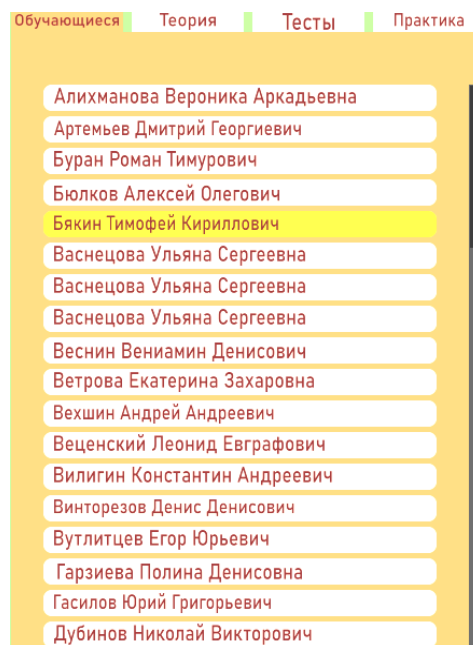 Обучающиеся Теория Тесты Практика
Алихманова Вероника Аркадьевна
Артемьев Дмитрий Георгиевич
Буран Роман Тимурович
Бюлков Алексей Олегович
Бякин Тимофей Кириллович
Васнецова Ульяна Сергеевна
Васнецова Ульяна Сергеевна
Васнецова Ульяна Сергеевна
Веснин Вениамин Денисович
Ветрова Екатерина Захаровна
Вехшин Андрей Андреевич
Веценский Леонид Евграфович
Вилигин Константин Андреевич
Винторезов Денис Денисович
Вутлитцев Егор Юрьевич
Гарзиева Полина Денисовна
Гасилов Юрий Григорьевич
Дубинов Николай Викторович